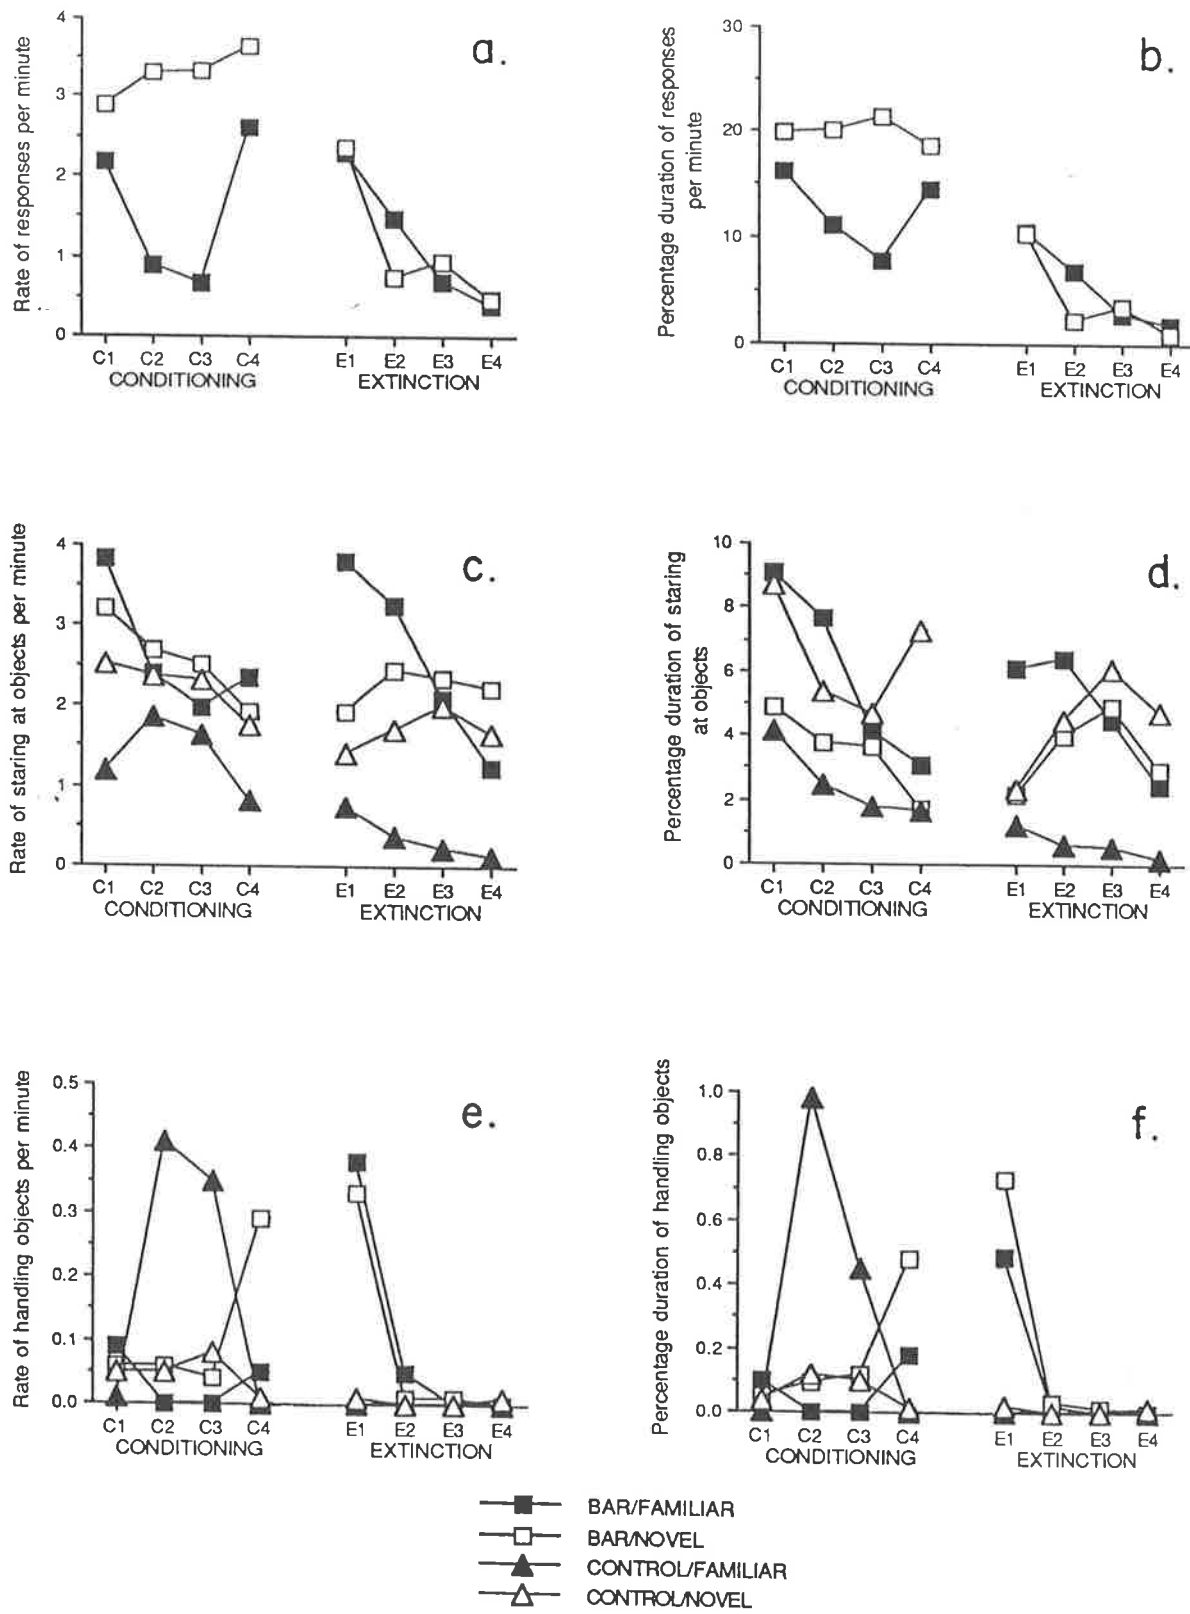 a.
Rate of responses per minute
4
3
2
1
0
C1 C2 C3 C4 E1 E2 E3 E4
CONDITIONING EXTINCTION
b.
Percentage duration of responses
per minute
30
20
10
0
C1 C2 C3 C4 E1 E2 E3 E4
CONDITIONING EXTINCTION
c.
Rate of staring at objects per minute
4
3
2
1
0
C1 C2 C3 C4 E1 E2 E3 E4
CONDITIONING EXTINCTION
d.
Percentage duration of staring
at objects
10
8
6
4
2
0
C1 C2 C3 C4 E1 E2 E3 E4
CONDITIONING EXTINCTION
e.
Rate of handling objects per minute
0.5
0.4
0.3
0.2
0.1
0.0
C1 C2 C3 C4 E1 E2 E3 E4
CONDITIONING EXTINCTION
f.
Percentage duration of handling objects
1.0
0.8
0.6
0.4
0.2
0.0
C1 C2 C3 C4 E1 E2 E3 E4
CONDITIONING EXTINCTION
BAR/FAMILIAR
BAR/NOVEL
CONTROL/FAMILIAR
CONTROL/NOVEL